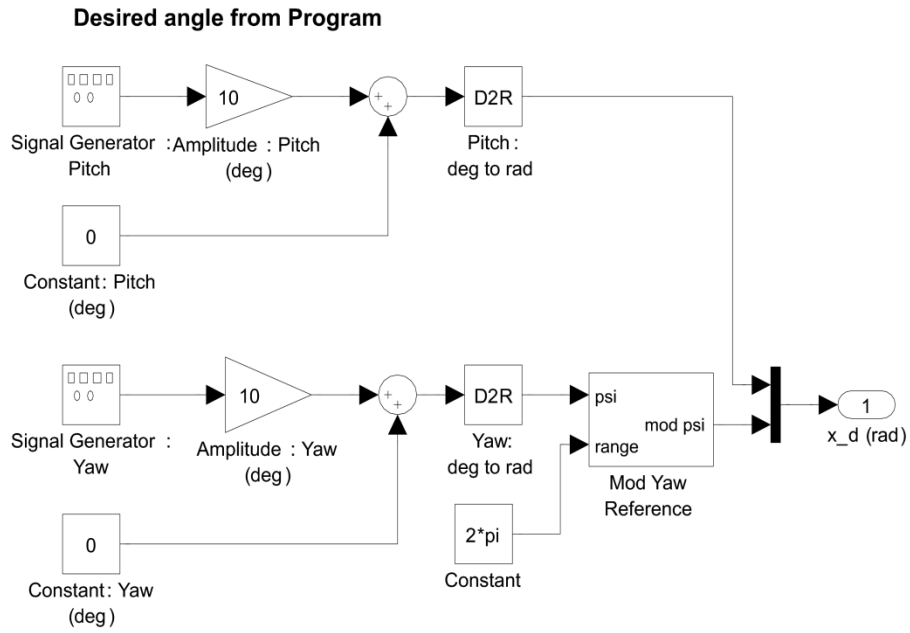 Desired angle from Program
10
D2R
Signal Generator :
Pitch
Amplitude : Pitch
(deg )
Pitch :
deg to rad
0
Constant : Pitch
(deg )
10
D2R
psi
range
mod psi
1
x_d (rad )
Signal Generator :
Yaw
Amplitude : Yaw
(deg )
Yaw:
deg to rad
Mod Yaw
Reference
0
2*pi
Constant : Yaw
(deg )
Constant